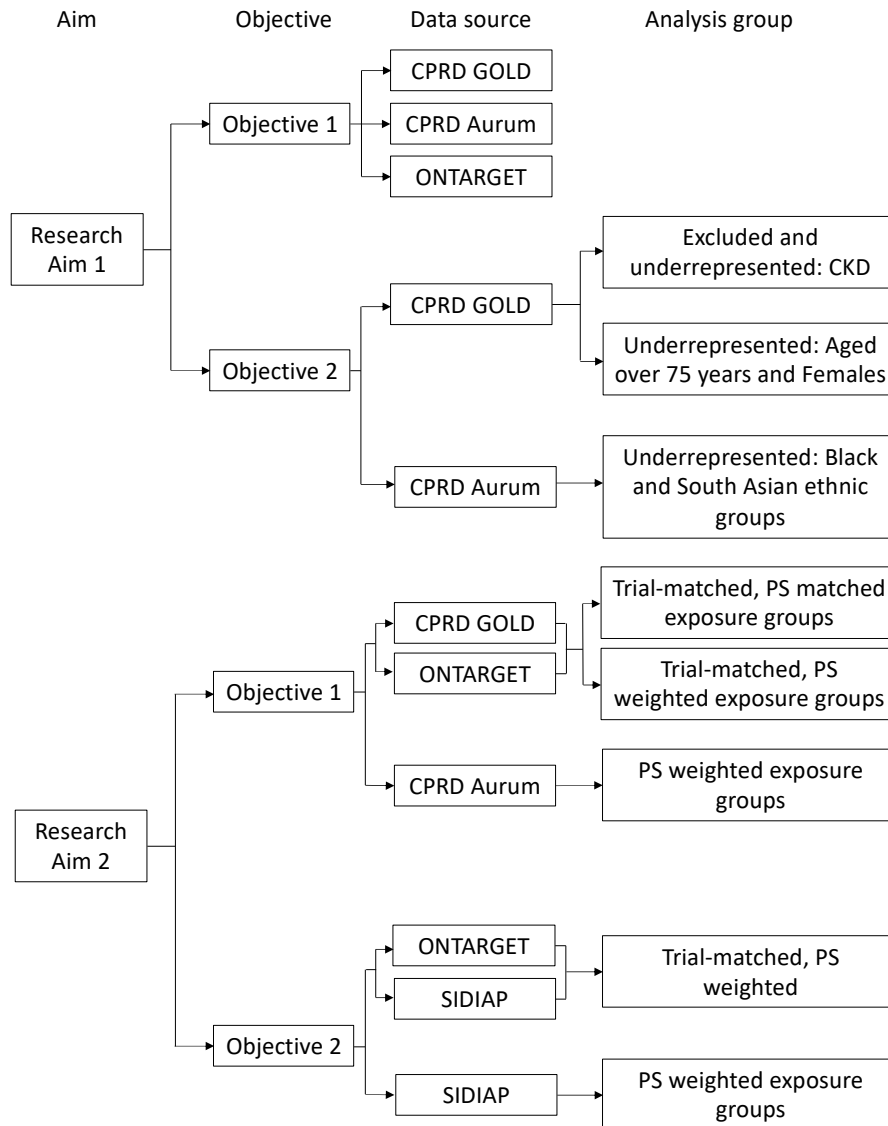 Aim
Objective
Data source
Analysis group
Research
Aim 1
Objective 1
CPRD GOLD
CPRD Aurum
ONTARGET
Objective 2
CPRD GOLD
Excluded and
underrepresented: CKD
Underrepresented: Aged
over 75 years and Females
CPRD Aurum
Underrepresented: Black
and South Asian ethnic
groups
Research
Aim 2
Objective 1
CPRD GOLD
ONTARGET
Trial-matched, PS matched
exposure groups
Trial-matched, PS
weighted exposure groups
CPRD Aurum
PS weighted exposure
groups
Objective 2
ONTARGET
SIDIAP
Trial-matched, PS
weighted
SIDIAP
PS weighted exposure
groups